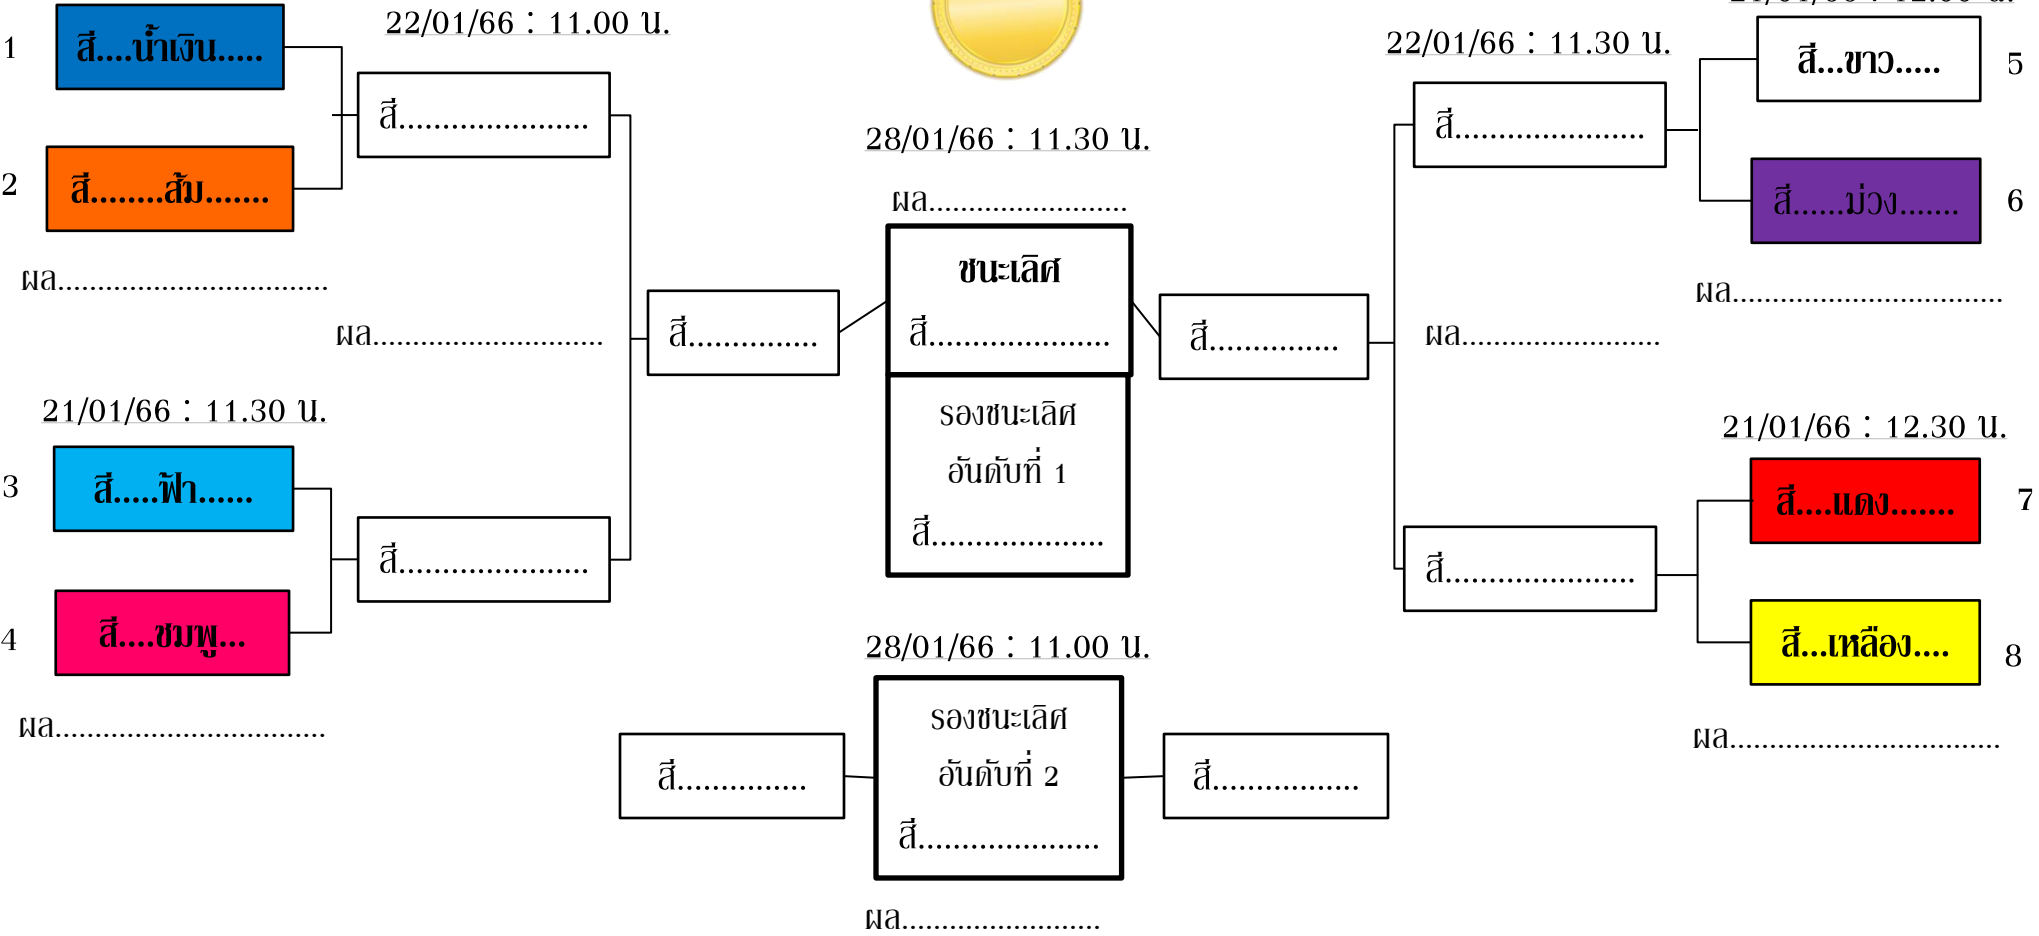 22/01/66 : 11.00 น.
1
สี....น้ำเงิน.....
สี......................
2
สี........ส้ม.......
ผล..................................
ผล.............................
21/01/66 : 11.30 น.
3
สี.....ฟ้า......
สี......................
4
สี....ชมพู...
ผล..................................
สี...............
28/01/66 : 11.30 น.
ผล.........................
ชนะเลิศ
สี.....................
รองชนะเลิศ
อันดับที่ 1
สี....................
28/01/66 : 11.00 น.
สี...............
รองชนะเลิศ
อันดับที่ 2
สี.....................
สี.................
ผล.........................
สี...............
22/01/66 : 11.30 น.
สี......................
สี...ขาว.....
5
สี......ม่วง.......
6
ผล..................................
ผล.........................
21/01/66 : 12.30 น.
สี....แดง.......
7
สี......................
สี...เหลือง....
8
ผล..................................